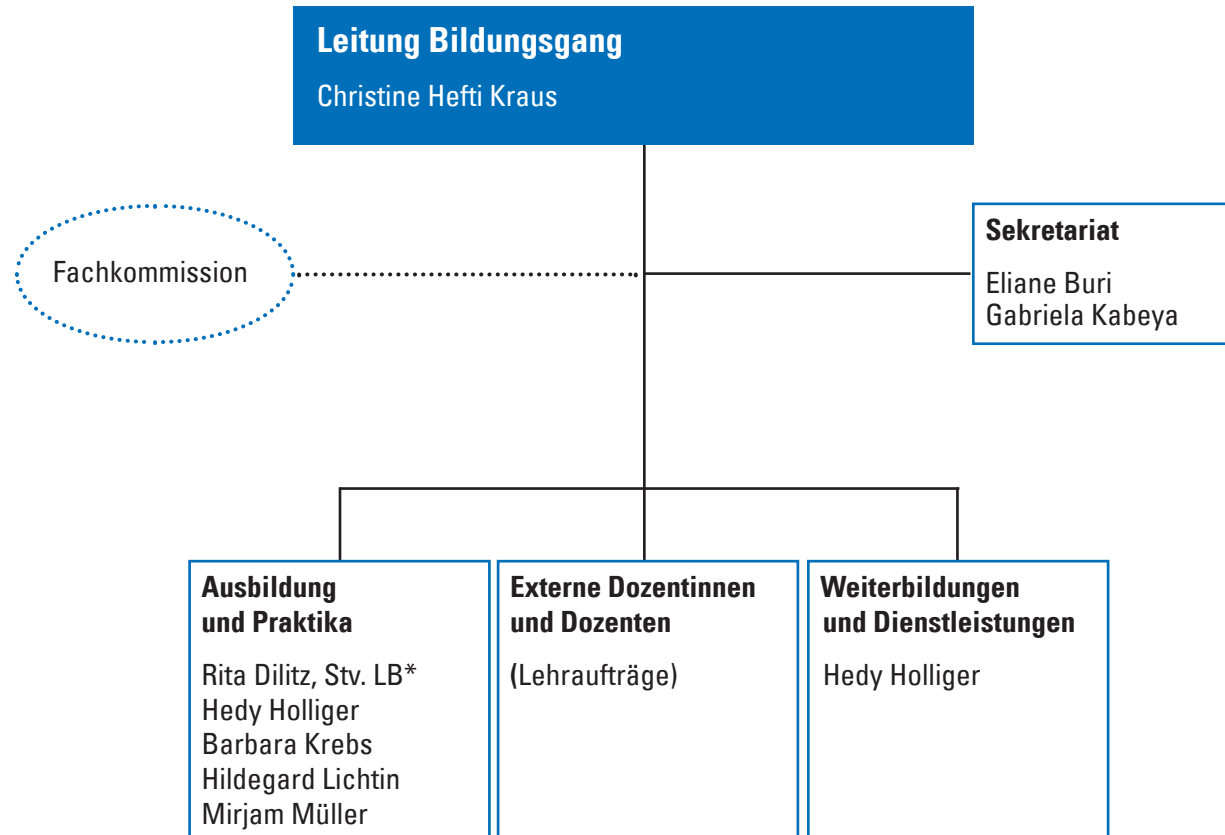 Leitung Bildungsgang
Christine Hefti Kraus
Fachkommission
Sekretariat
Eliane Buri
Gabriela Kabeya
Ausbildung
und Praktika
Rita Dilitz, Stv. LB*
Hedy Holliger
Barbara Krebs
Hildegard Lichtin
Mirjam Müller
Externe Dozentinnen
und Dozenten
(Lehraufträge)
Weiterbildungen
und Dienstleistungen
Hedy Holliger